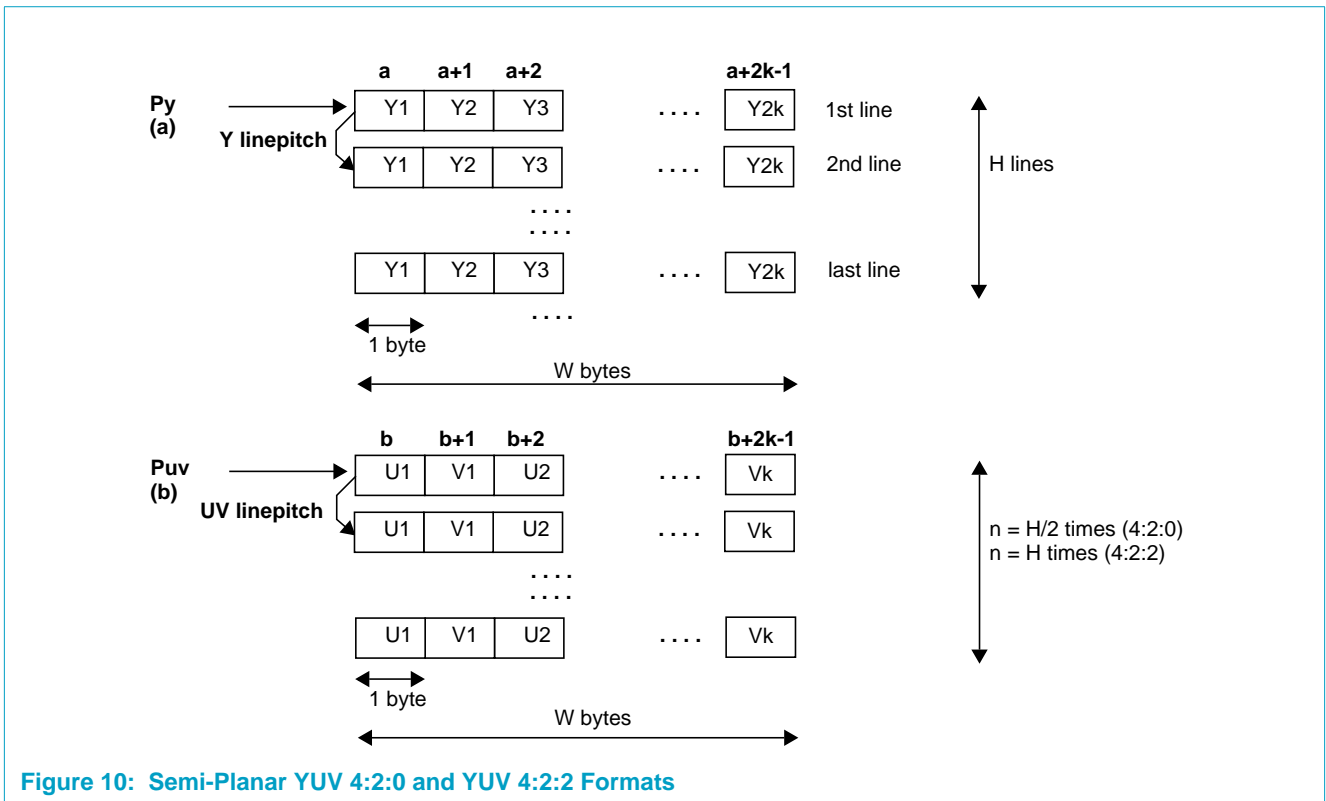 a a+1 a+2 a+2k-1
Py
(a)
Y1 Y2 Y3 .... Y2k 1st line
Y linepitch
Y1 Y2 Y3 .... Y2k 2nd line
H lines
....
....
Y1 Y2 Y3 .... Y2k last line
....
1 byte
W bytes
b b+1 b+2 b+2k-1
Puv
(b)
U1 V1 U2 .... Vk
UV linepitch
U1 V1 U2 .... Vk
n = H/2 times (4:2:0)
n = H times (4:2:2)
....
....
U1 V1 U2 .... Vk
1 byte
W bytes
Figure 10: Semi-Planar YUV 4:2:0 and YUV 4:2:2 Formats